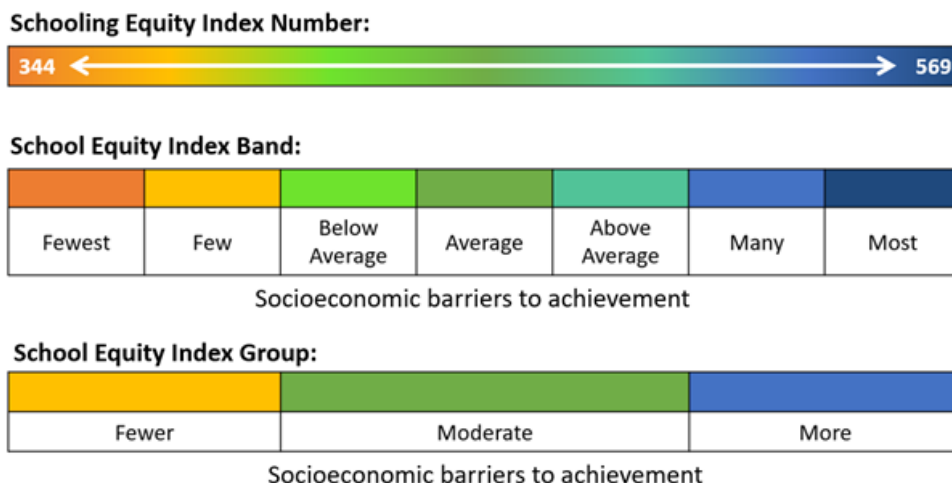 Schooling Equity Index Number:
344 569
School Equity Index Band:
Fewest
Few
Below
Average
Average
Above
Average
Many
Most
Socioeconomic barriers to achievement
School Equity Index Group:
Fewer
Moderate
More
Socioeconomic barriers to achievement